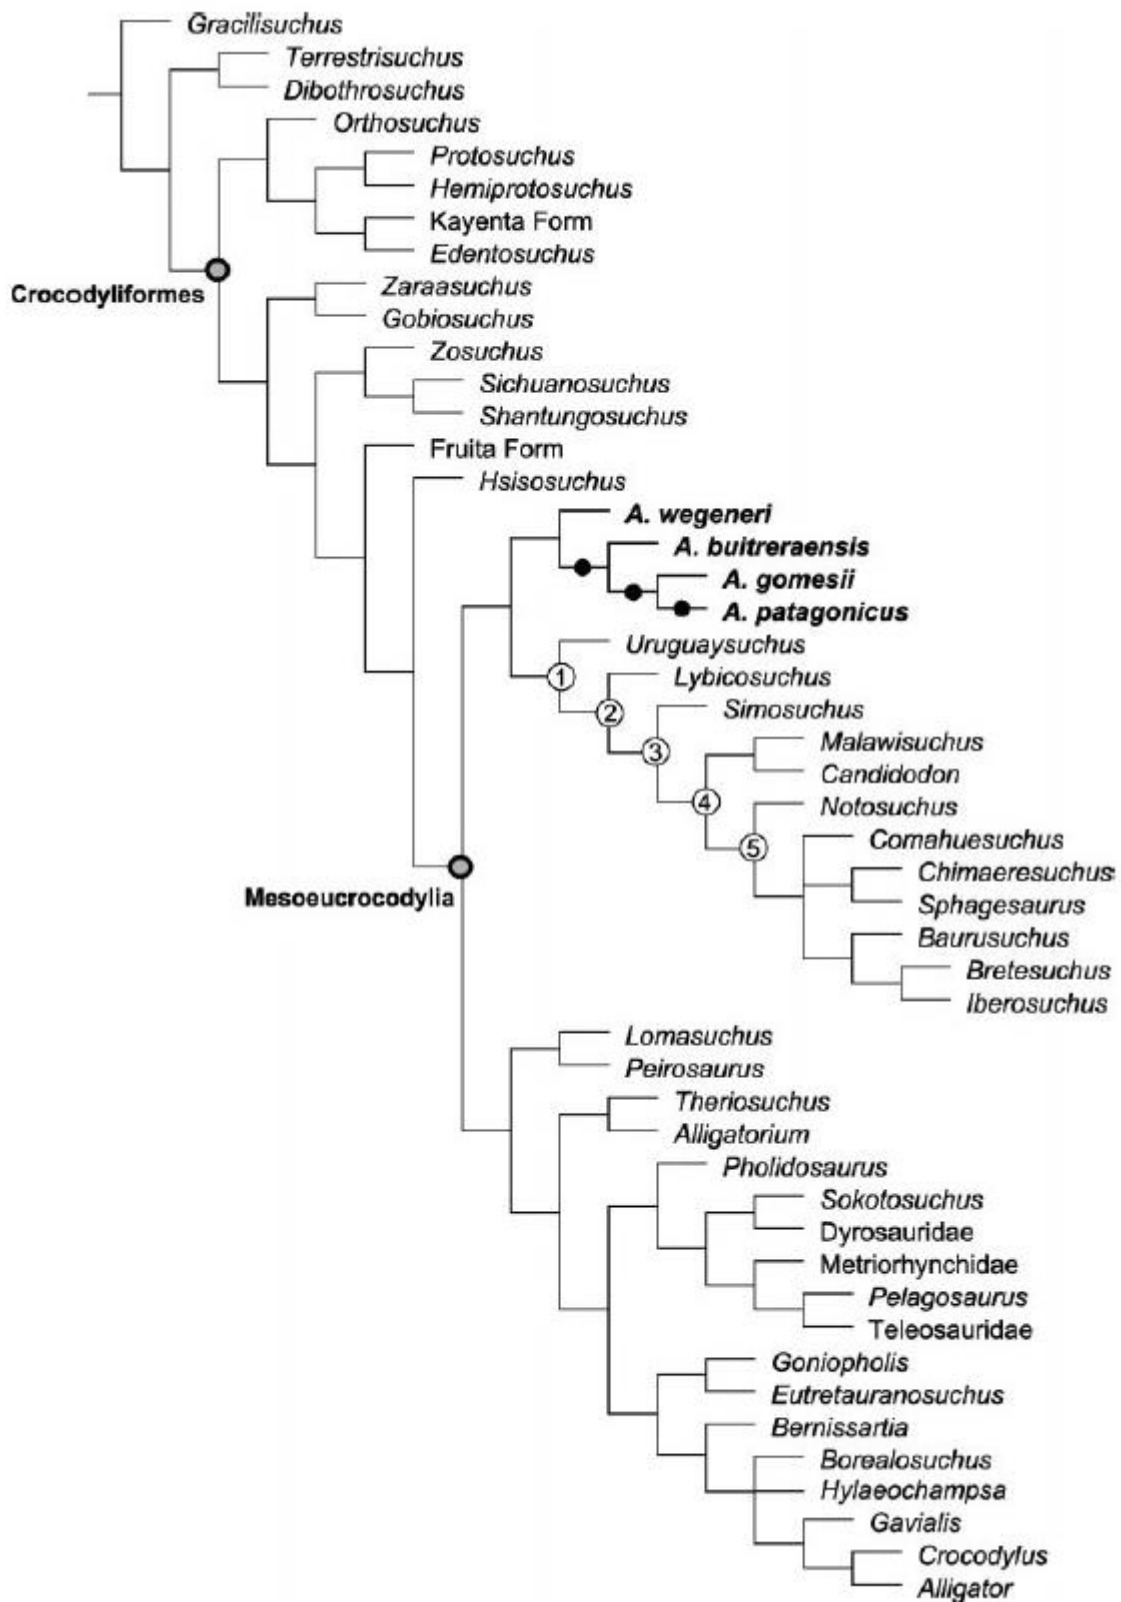 Gracilisuchus
Terrestrisuchus
Dibothrosuchus
Orthosuchus
Protosuchus
Hemiprotosuchus
Kayenta Form
Edentosuchus
Crocodyliformes
Zaraasuchus
Gobiosuchus
Zosuchus
Sichuanosuchus
Shantungosuchus
Fruita Form
Hsisosuchus
A. wegeneri
A. buitreraensis
A. gomesii
A. patagonicus
Uruguaysuchus
1
Lybicosuchus
2
Simosuchus
3
Malawisuchus
Candidodon
4
Notosuchus
Comahuesuchus
5
Chimaeresuchus
Mesoeucrocodylia
Sphagesaurus
Baurusuchus
Bretesuchus
Iberosuchus
Lomasuchus
Peirosaurus
Theriosuchus
Alligatorium
Pholidosaurus
Sokotosuchus
Dyrosauridae
Metriorhynchidae
Pelagosaurus
Teleosauridae
Goniopholis
Eutretauranosuchus
Bernissartia
Borealosuchus
Hylaeochampsa
Gavialis
Crocodylus
Alligator